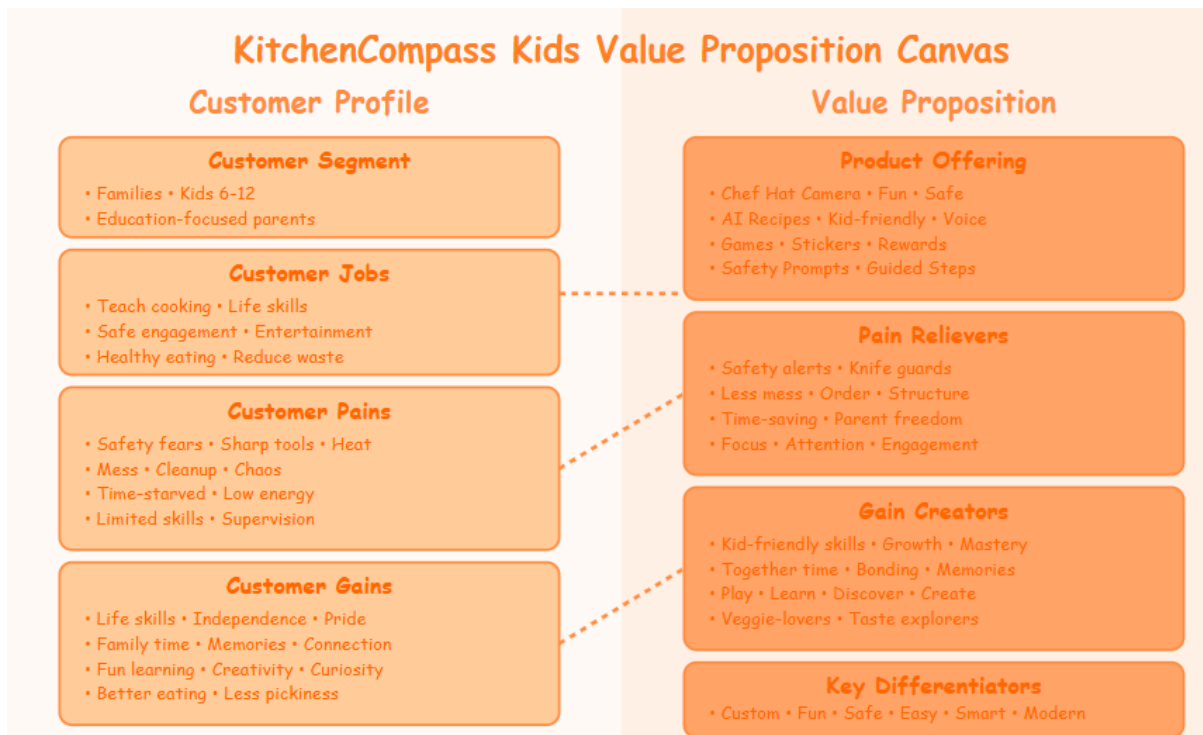 KitchenCompass Kids Value Proposition Canvas
Customer Profile
Customer Segment
• Families • Kids 6-12
• Education-focused parents
Customer Jobs
• Teach cooking • Life skills
• Safe engagement • Entertainment
• Healthy eating • Reduce waste
Customer Pains
• Safety fears • Sharp tools • Heat
• Mess • Cleanup • Chaos
• Time-starved • Low energy
• Limited skills • Supervision
Customer Gains
• Life skills • Independence • Pride
• Family time • Memories • Connection
• Fun learning • Creativity • Curiosity
• Better eating • Less pickiness
Value Proposition
Product Offering
• Chef Hat Camera • Fun • Safe
• AI Recipes • Kid-friendly • Voice
• Games • Stickers • Rewards
• Safety Prompts • Guided Steps
Pain Relievers
• Safety alerts • Knife guards
• Less mess • Order • Structure
• Time-saving • Parent freedom
• Focus • Attention • Engagement
Gain Creators
• Kid-friendly skills • Growth • Mastery
• Together time • Bonding • Memories
• Play • Learn • Discover • Create
• Veggie-lovers • Taste explorers
Key Differentiators
• Custom • Fun • Safe • Easy • Smart • Modern